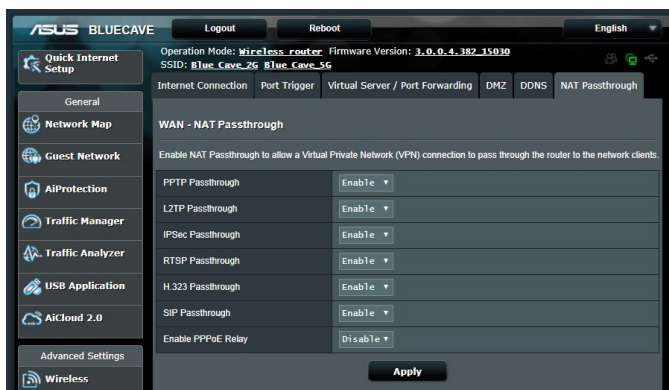 ASUS BLUECAVE
Logout
Reboot
English
Quick Internet
Setup
Operation Mode: Wireless router Firmware Version: 3.0.0.4.382_15030
SSID: Blue Cave_2G Blue Cave_5G
Internet Connection
Port Trigger
Virtual Server / Port Forwarding
DMZ
DDNS
NAT Passthrough
General
Network Map
Guest Network
AiProtection
Traffic Manager
Traffic Analyzer
USB Application
AiCloud 2.0
Advanced Settings
Wireless
WAN - NAT Passthrough
Enable NAT Passthrough to allow a Virtual Private Network (VPN) connection to pass through the router to the network clients.
PPTP Passthrough Enable
L2TP Passthrough Enable
IPSec Passthrough Enable
RTSP Passthrough Enable
H.323 Passthrough Enable
SIP Passthrough Enable
Enable PPPoE Relay Disable
Apply